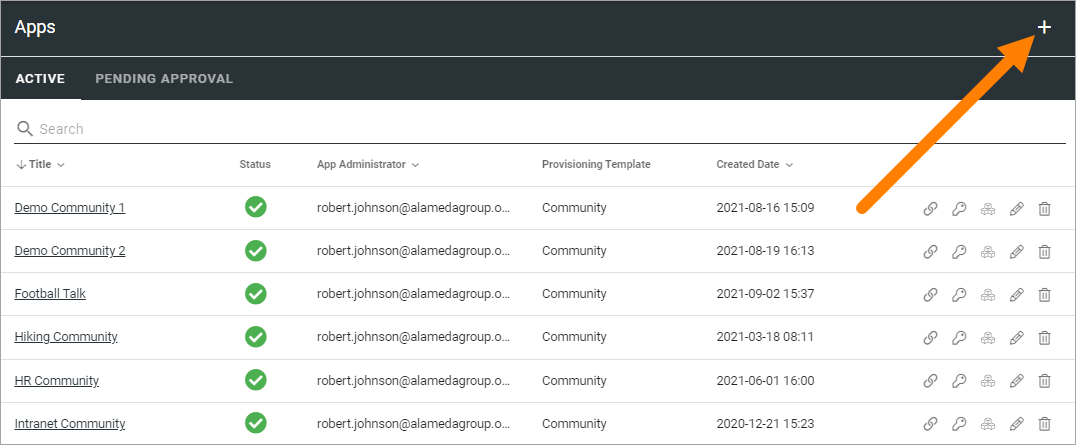 Apps
ACTIVE PENDING APPROVAL
Search
Title Status App Administrator Provisioning Template Created Date
Demo Community 1 robert.johnson@alamedagroup.o... Community 2021-08-16 15:09
Demo Community 2 robert.johnson@alamedagroup.o... Community 2021-08-19 16:13
Football Talk robert.johnson@alamedagroup.o... Community 2021-09-02 15:37
Hiking Community robert.johnson@alamedagroup.o... Community 2021-03-18 08:11
HR Community robert.johnson@alamedagroup.o... Community 2021-06-01 16:00
Intranet Community robert.johnson@alamedagroup.o... Community 2020-12-21 15:23